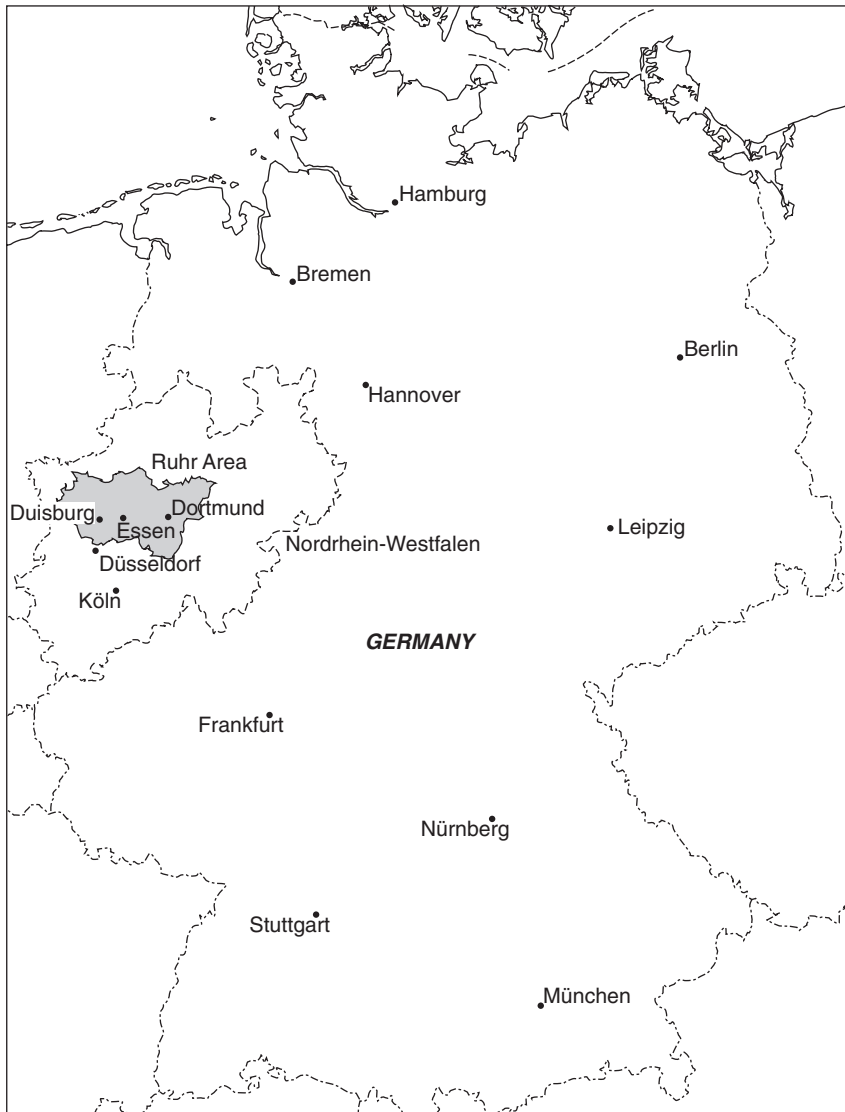 Hamburg
Bremen
Berlin
Hannover
Ruhr Area
Duisburg
Dortmund
Essen
Leipzig
Nordrhein-Westfalen
Düsseldorf
Köln
GERMANY
Frankfurt
Nürnberg
Stuttgart
München